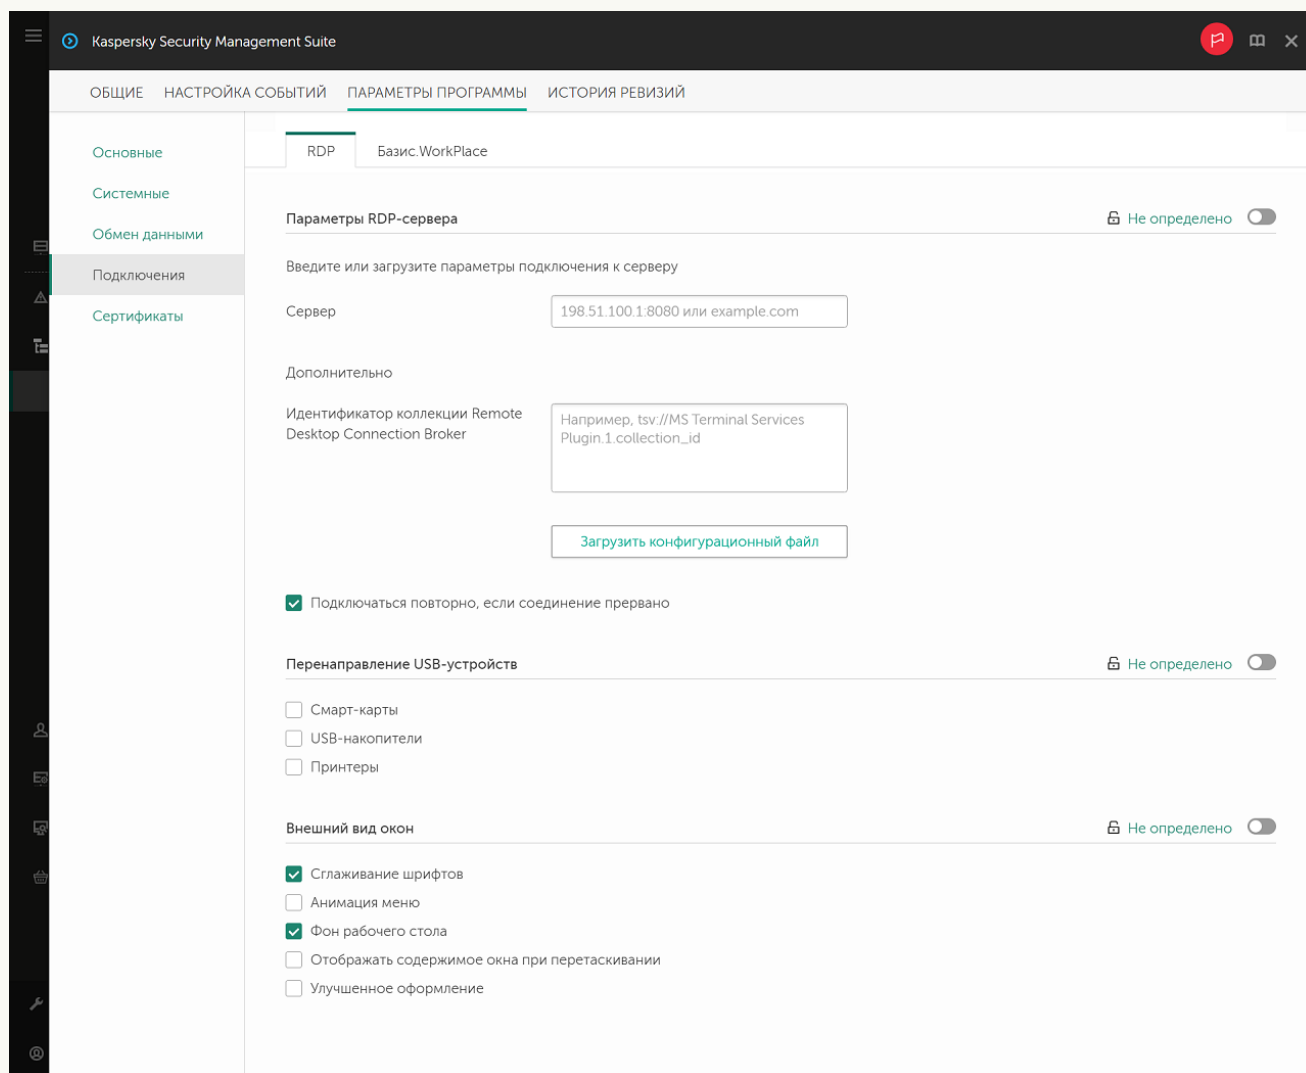 Kaspersky Security Management Suite
ОБЩИЕ НАСТРОЙКА СОБЫТИЙ ПАРАМЕТРЫ ПРОГРАММЫ ИСТОРИЯ РЕВИЗИЙ
Основные
Системные
Обмен данными
Подключения
Сертификаты
RDP Базис.WorkPlace
Параметры RDP-сервера Не определено
Введите или загрузите параметры подключения к серверу
Сервер 198.51.100.1:8080 или example.com
Дополнительно
Идентификатор коллекции Remote
Desktop Connection Broker
Например, tsv://MS Terminal Services
Plugin.1.collection_id
Загрузить конфигурационный файл
Подключаться повторно, если соединение прервано
Перенаправление USB-устройств Не определено
Смарт-карты
USB-накопители
Принтеры
Внешний вид окон Не определено
Сглаживание шрифтов
Анимация меню
Фон рабочего стола
Отображать содержимое окна при перетаскивании
Улучшенное оформление